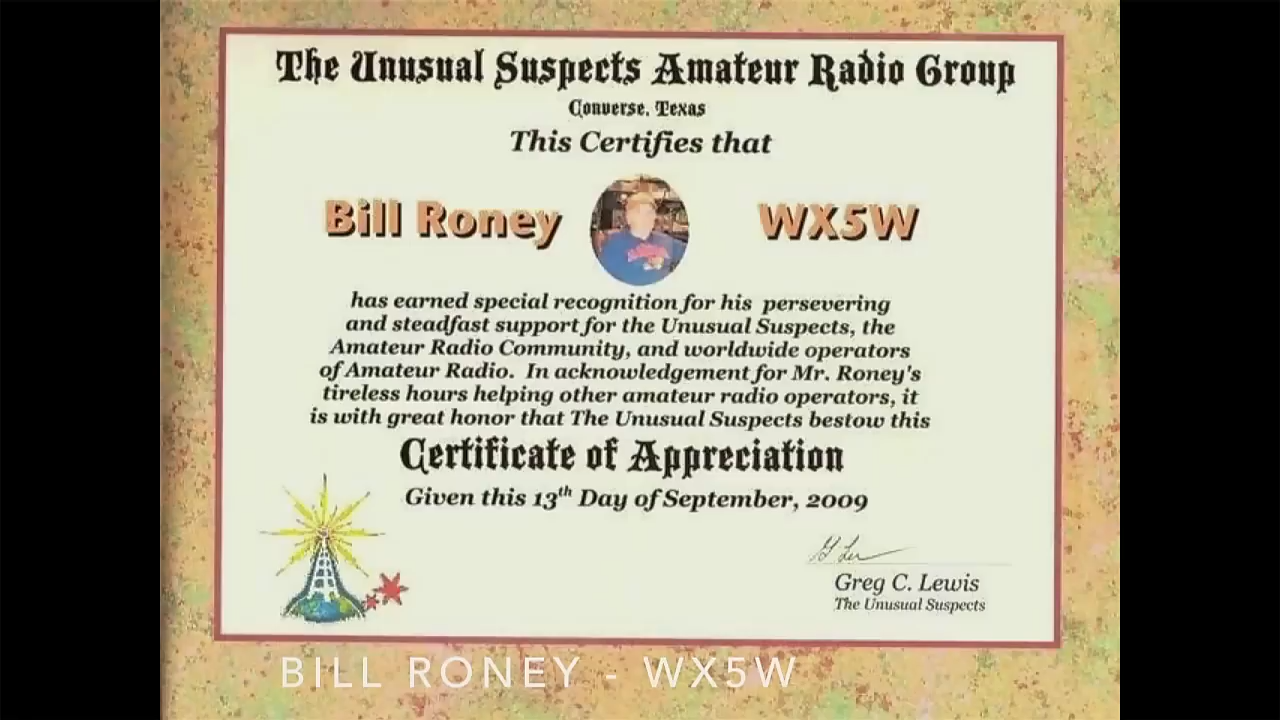 The Unusual Suspects Amateur Radio Group
Converse, Texas
This Certifies that
Bill Roney WX5W
has earned special recognition for his persevering
and steadfast support for the Unusual Suspects, the
Amateur Radio Community, and worldwide operators
of Amateur Radio. In acknowledgement for Mr. Roney's
tireless hours helping other amateur radio operators, it
is with great honor that The Unusual Suspects bestow this
Certificate of Appreciation
Given this 13th Day of September, 2009
Greg C. Lewis
The Unusual Suspects
BILL RONEY - WX5W